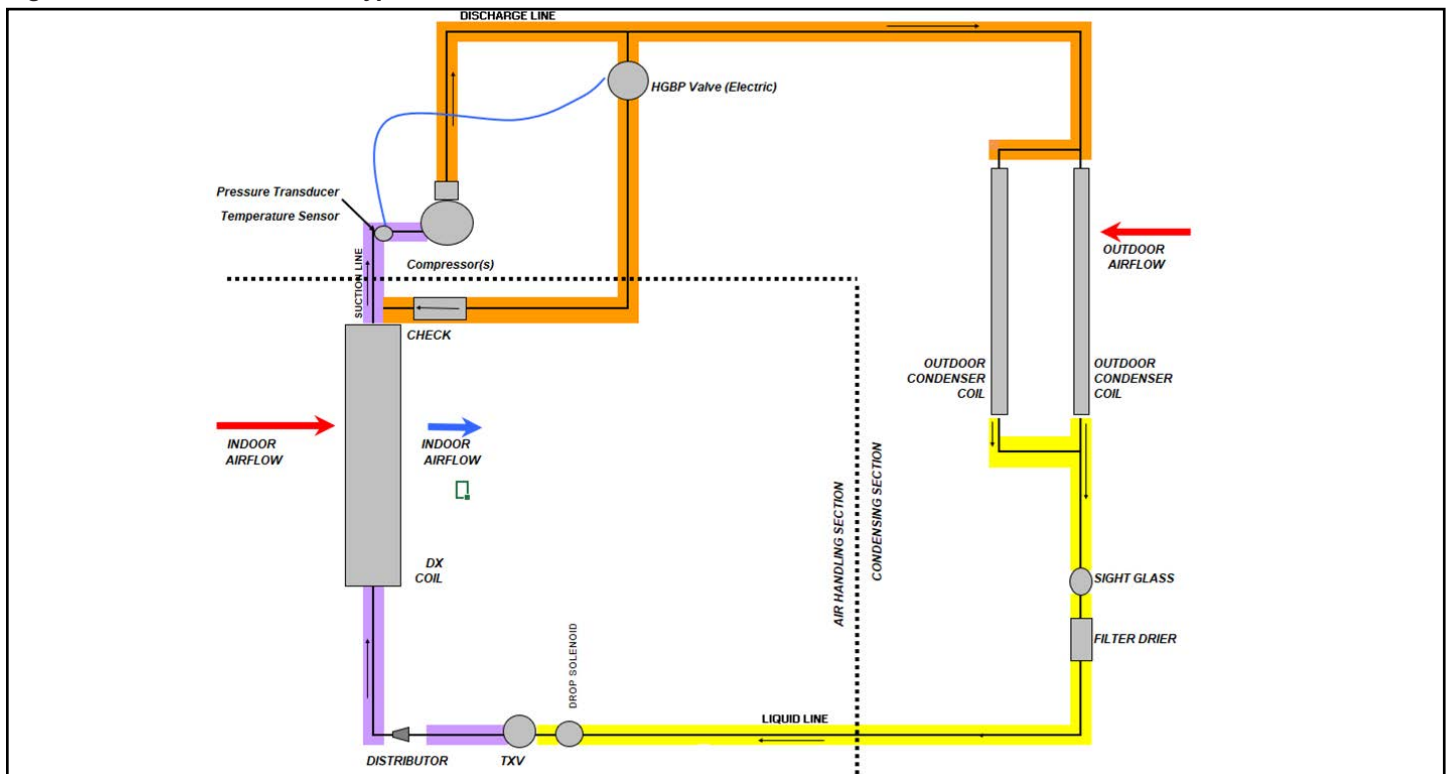 DISCHARGE LINE
HGBP Valve (Electric)
Pressure Transducer
Temperature Sensor
SUCTION LINE
Compressor(s)
OUTDOOR
AIRFLOW
CHECK
OUTDOOR
CONDENSER
COIL
OUTDOOR
CONDENSER
COIL
INDOOR
AIRFLOW
INDOOR
AIRFLOW
DX
COIL
AIR HANDLING SECTION
CONDENSING SECTION
SIGHT GLASS
FILTER DRIER
DROP SOLENOID
LIQUID LINE
DISTRIBUTOR
TXV